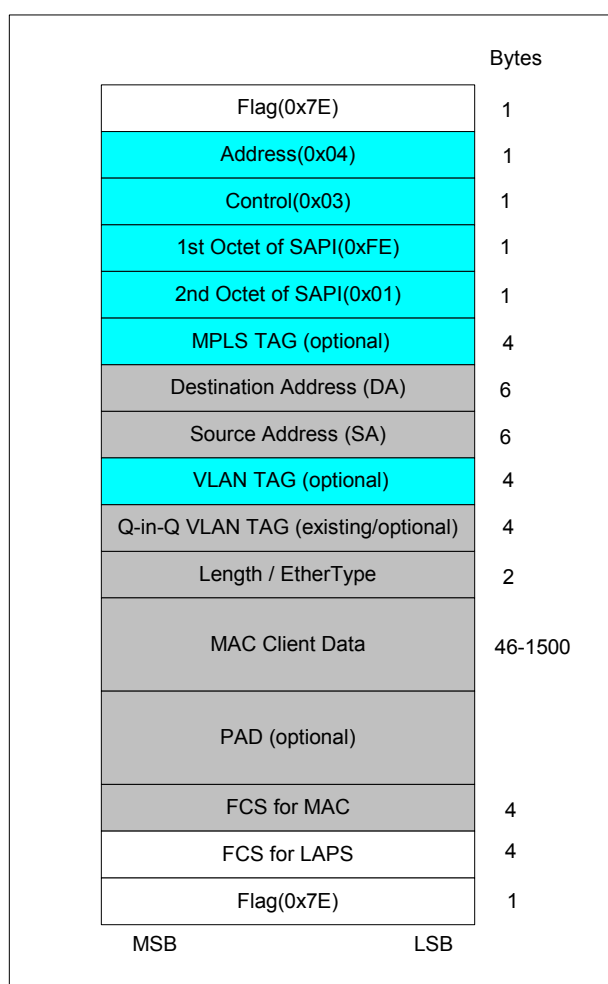 Bytes
Flag(0x7E) 1
Address(0x04) 1
Control(0x03) 1
1st Octet of SAPI(0xFE) 1
2nd Octet of SAPI(0x01) 1
MPLS TAG (optional) 4
Destination Address (DA) 6
Source Address (SA) 6
VLAN TAG (optional) 4
Q-in-Q VLAN TAG (existing/optional) 4
Length / EtherType 2
MAC Client Data 46-1500
PAD (optional)
FCS for MAC 4
FCS for LAPS 4
Flag(0x7E) 1
MSB LSB